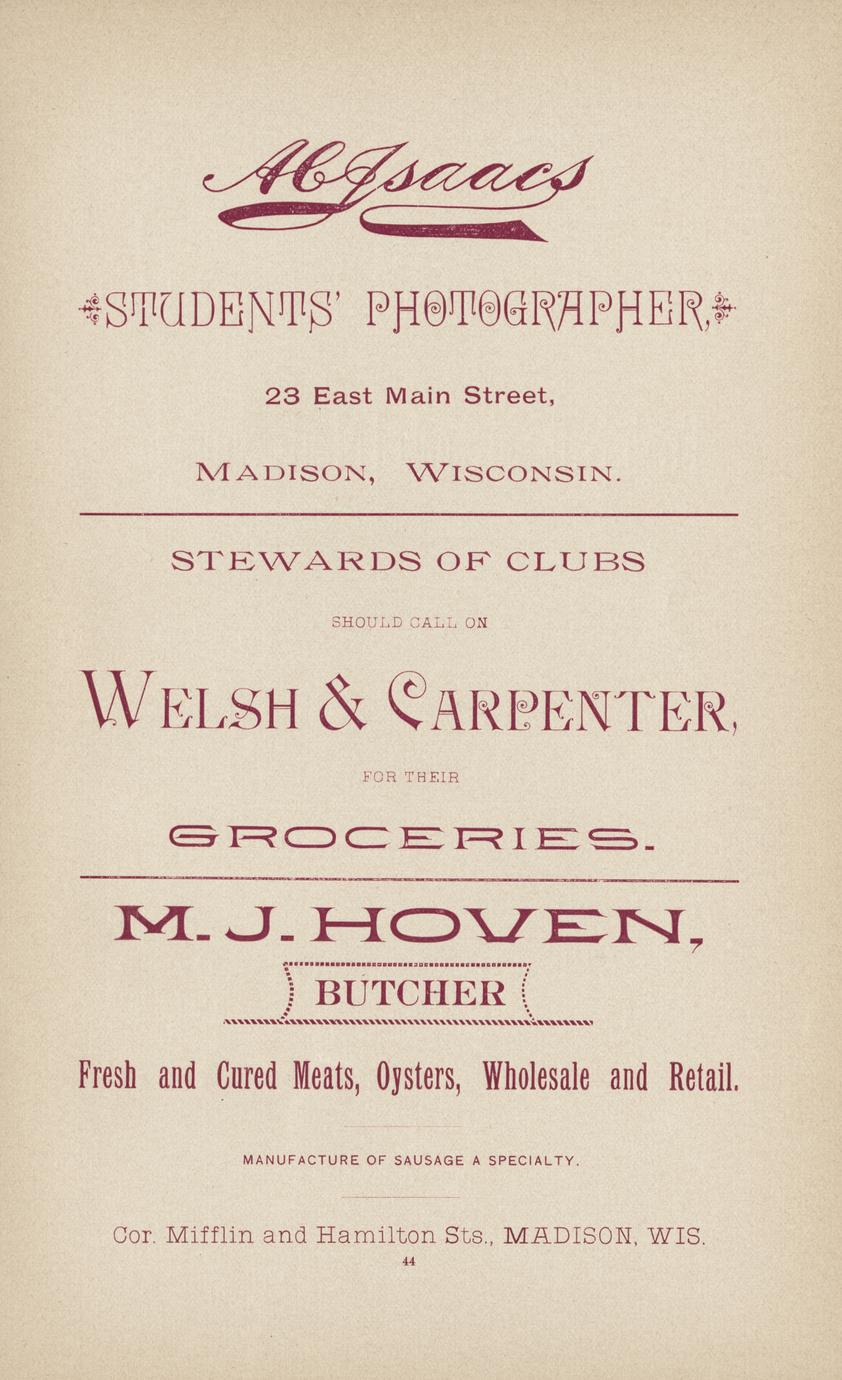 A C Isaacs
STUDENTS' PHOTOGRAPHER,
23 East Main Street,
MADISON, WISCONSIN.
STEWARDS OF CLUBS
SHOULD CALL ON
WELSH & CARPENTER,
FOR THEIR
GROCERIES.
M. J. HOVEN,
BUTCHER
Fresh and Cured Meats, Oysters, Wholesale and Retail.
MANUFACTURE OF SAUSAGE A SPECIALTY.
Cor. Mifflin and Hamilton Sts., MADISON, WIS.
44